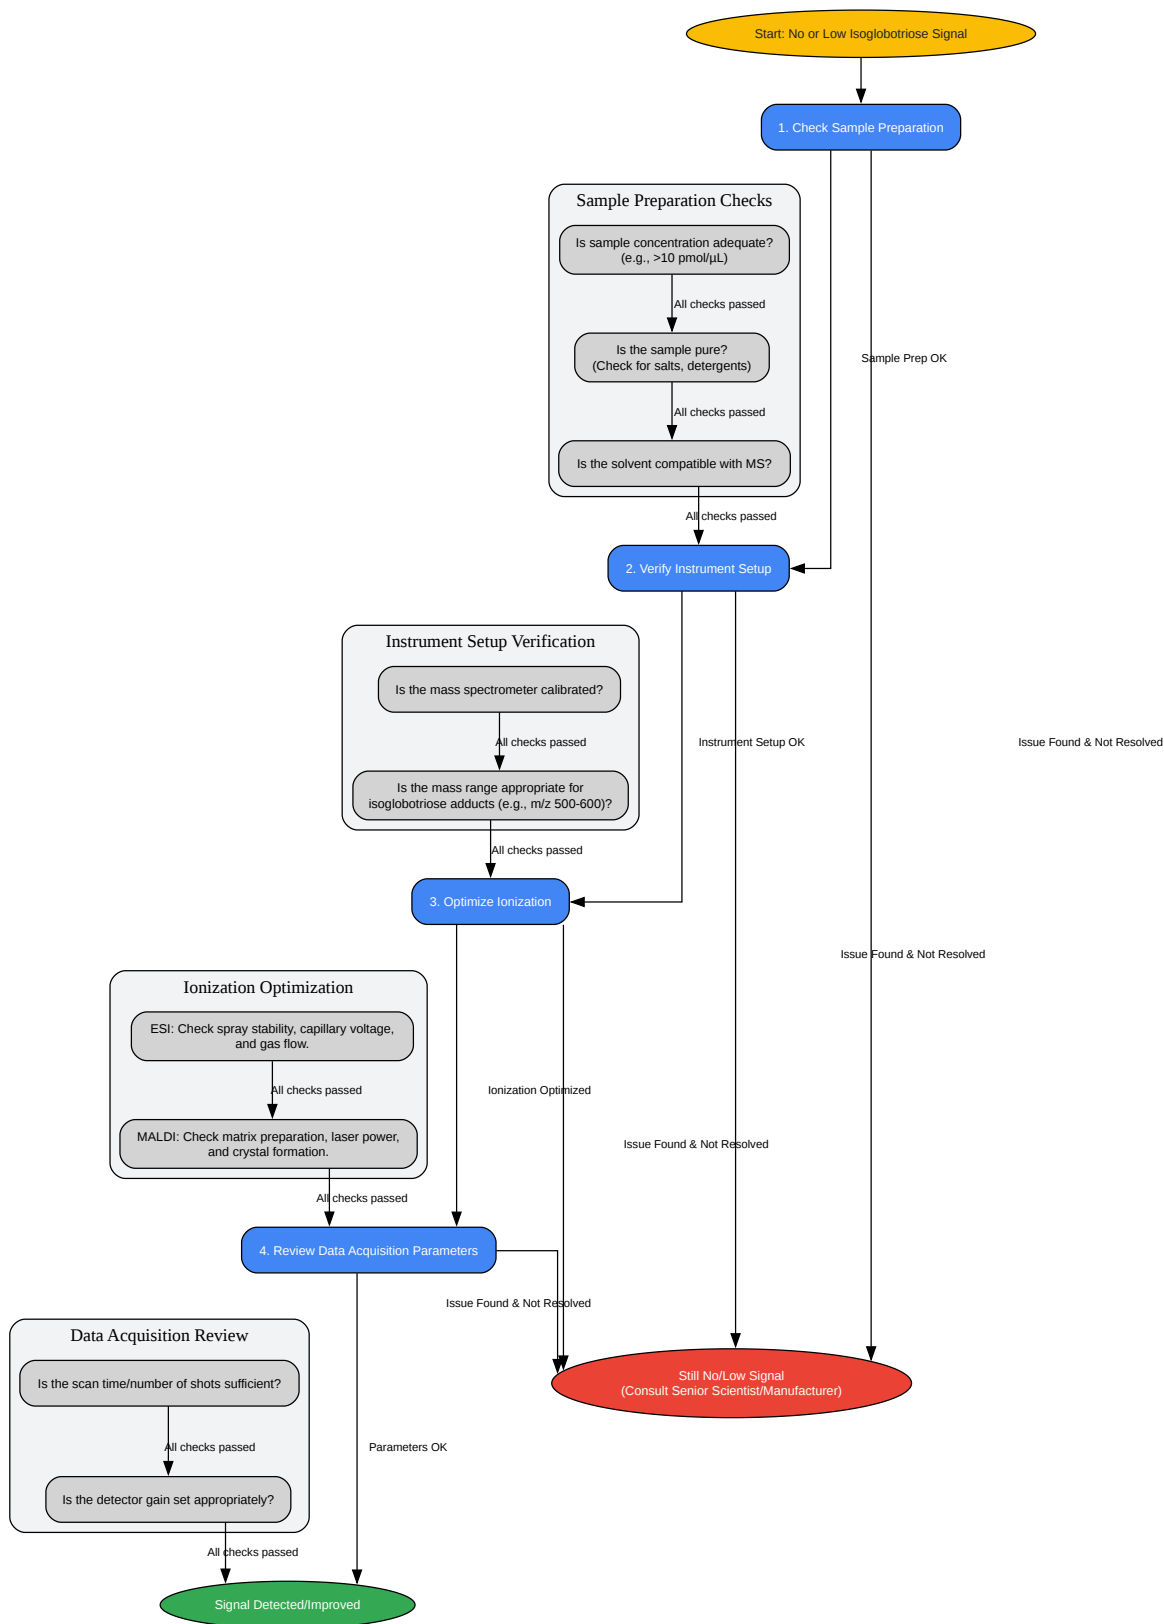 Start: No or Low Isoglobotriose Signal
1. Check Sample Preparation
Sample Preparation Checks
Is sample concentration adequate?
(e.g., >10 pmol/µL)
All checks passed
Is the sample pure?
(Check for salts, detergents)
Sample Prep OK
All checks passed
Is the solvent compatible with MS?
All checks passed
2. Verify Instrument Setup
Instrument Setup Verification
Is the mass spectrometer calibrated?
All checks passed
Instrument Setup OK
Issue Found & Not Resolved
Is the mass range appropriate for
isoglobotriose adducts (e.g., m/z 500-600)?
All checks passed
3. Optimize Ionization
Issue Found & Not Resolved
Ionization Optimization
ESI: Check spray stability, capillary voltage,
and gas flow.
All checks passed
Ionization Optimized
MALDI: Check matrix preparation, laser power,
and crystal formation.
Issue Found & Not Resolved
All checks passed
4. Review Data Acquisition Parameters
Issue Found & Not Resolved
Data Acquisition Review
Is the scan time/number of shots sufficient?
Still No/Low Signal
(Consult Senior Scientist/Manufacturer)
All checks passed
Parameters OK
Is the detector gain set appropriately?
All checks passed
Signal Detected/Improved